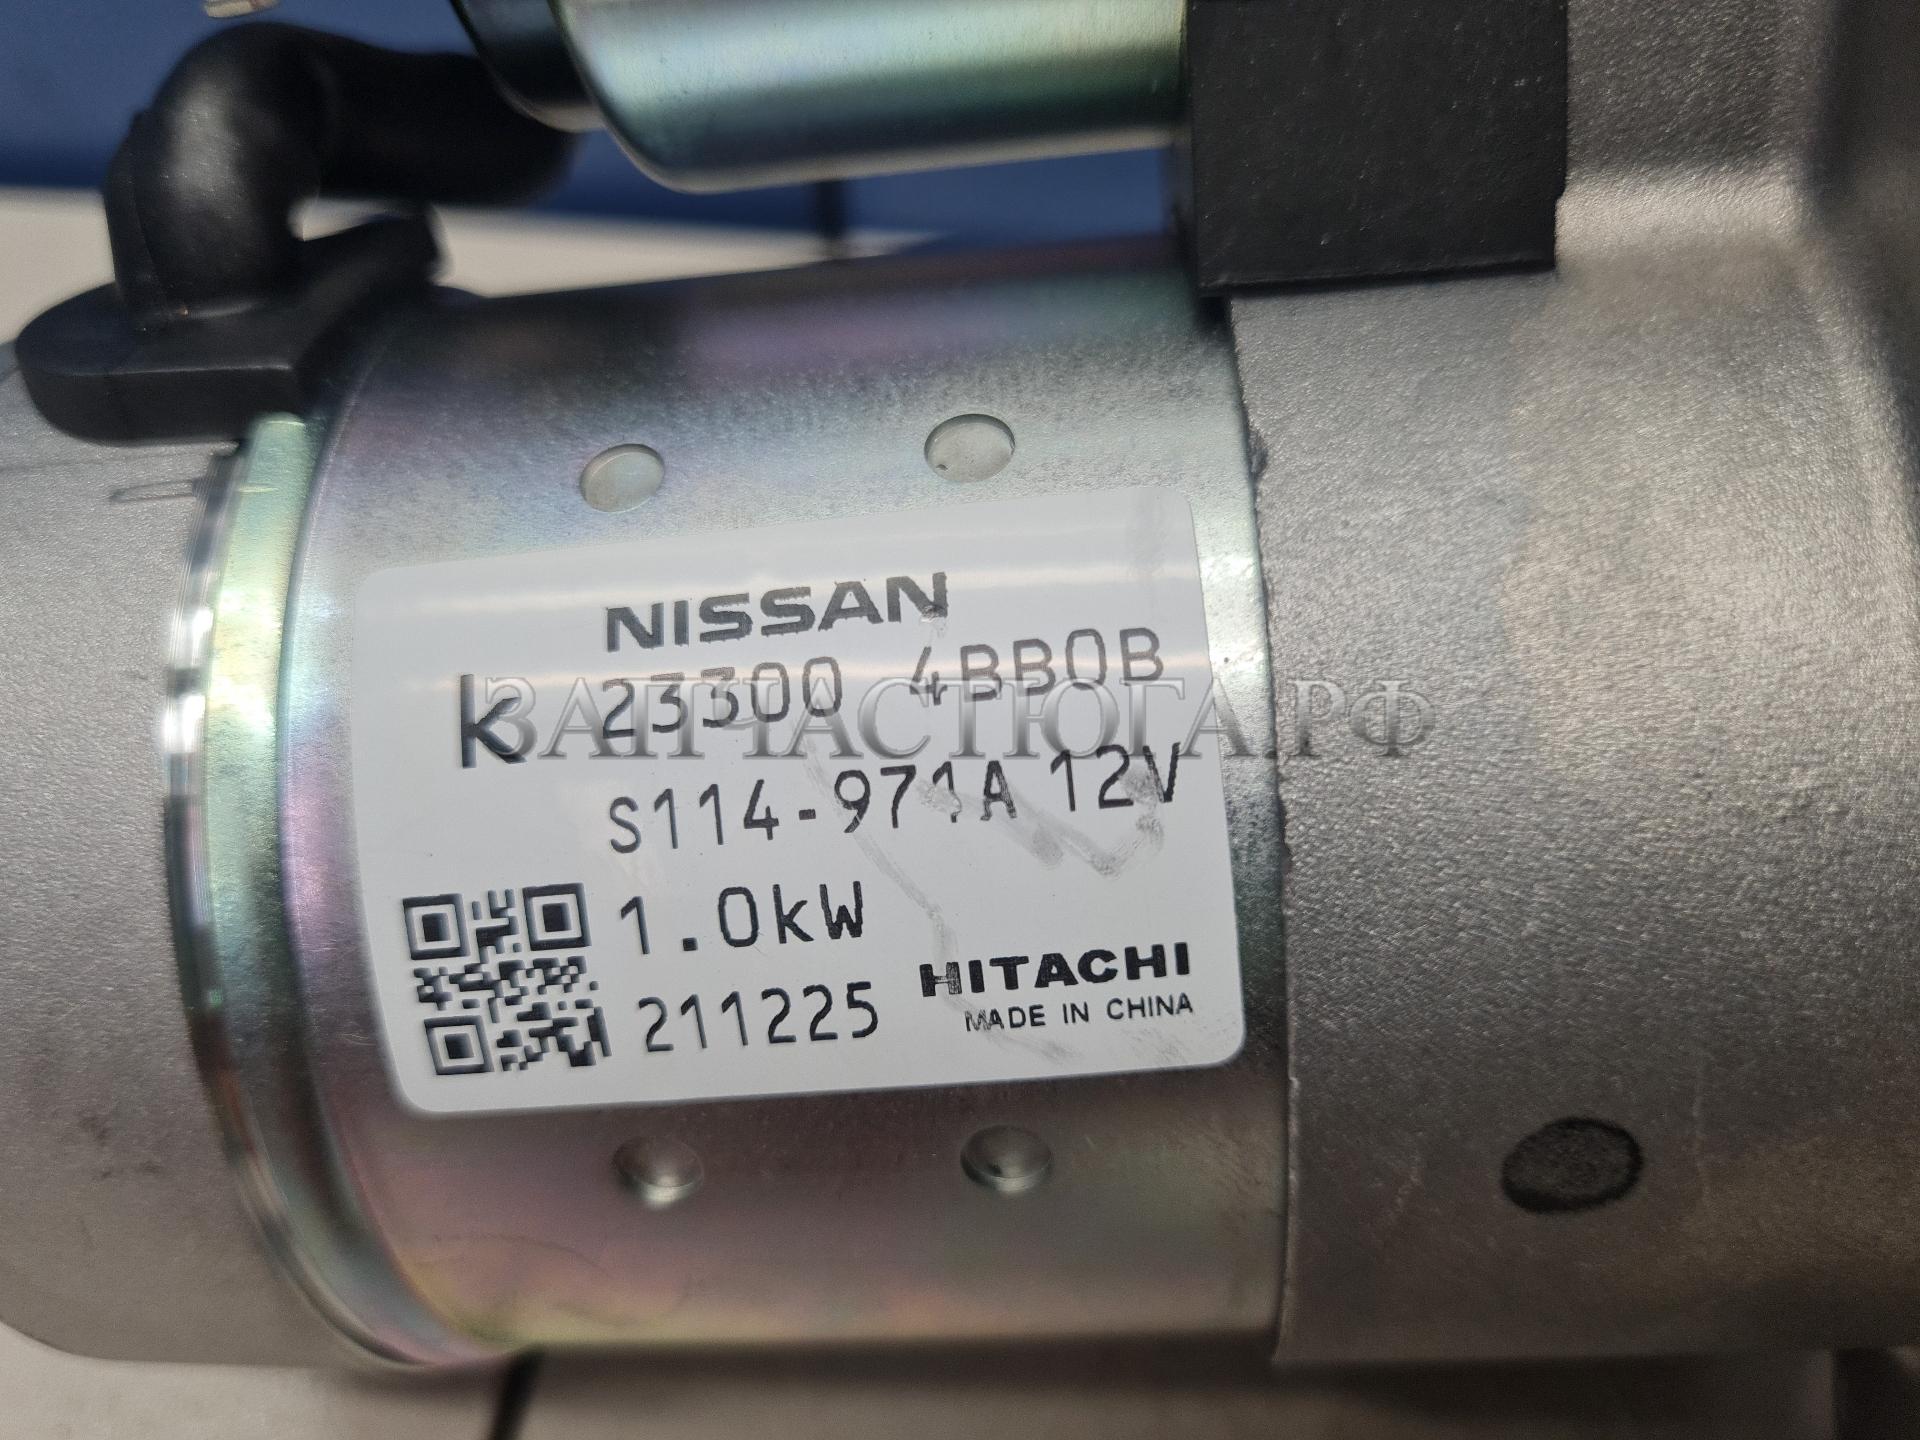 NISSAN
K 23300 4BB0B
ЗАПЧАСТЮГА.РФ
S114-971A 12V
1.0kW
HITACHI
211225
MADE IN CHINA